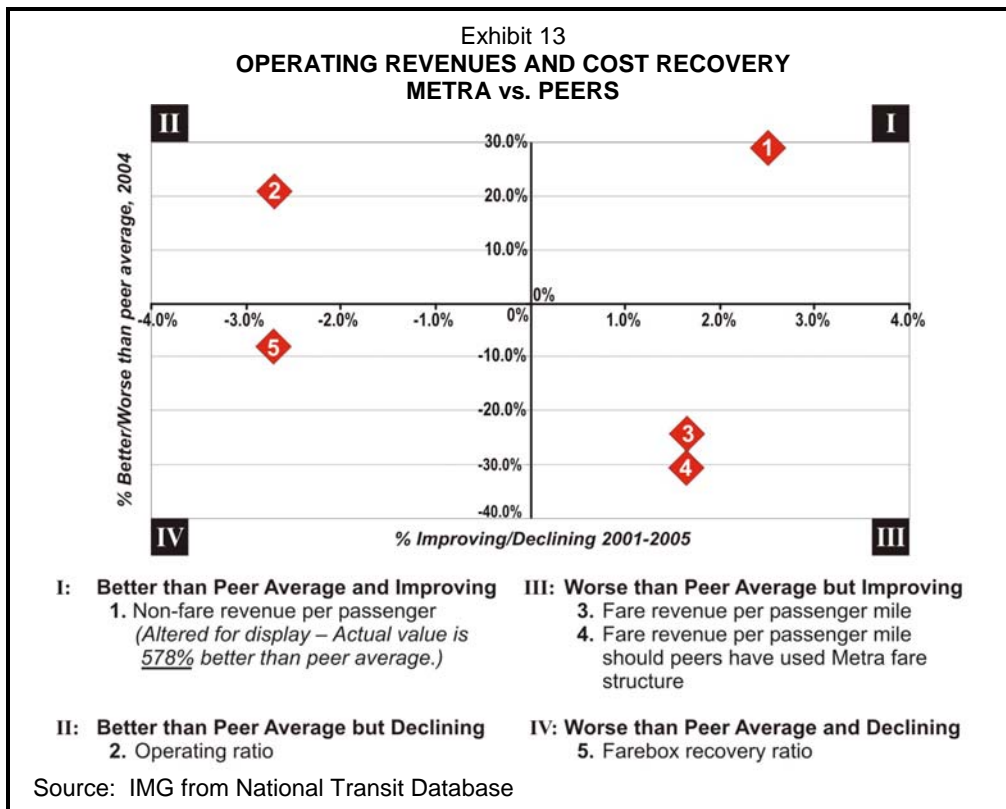 Exhibit 13
OPERATING REVENUES AND COST RECOVERY
METRA vs. PEERS
II
I
% Better/Worse than peer average, 2004
30.0%
20.0%
10.0%
0%
0%
-10.0%
-20.0%
-30.0%
-40.0%
-4.0% -3.0% -2.0% -1.0% 1.0% 2.0% 3.0% 4.0%
1
2
5
3
4
IV
% Improving/Declining 2001-2005
III
I: Better than Peer Average and Improving
1. Non-fare revenue per passenger
(Altered for display – Actual value is
578% better than peer average.)
III: Worse than Peer Average but Improving
3. Fare revenue per passenger mile
4. Fare revenue per passenger mile
should peers have used Metra fare
structure
II: Better than Peer Average but Declining
2. Operating ratio
IV: Worse than Peer Average and Declining
5. Farebox recovery ratio
Source: IMG from National Transit Database